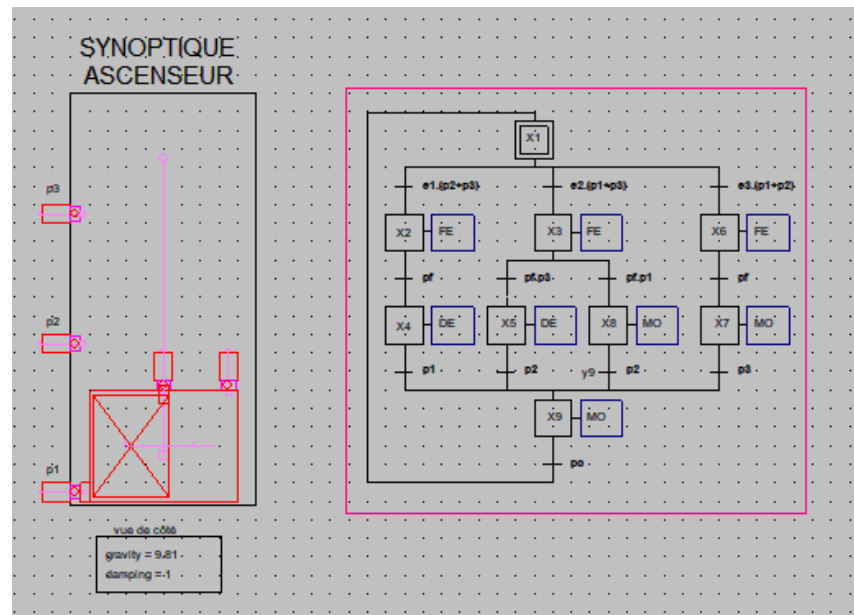 SYNOPTIQUE
ASCENSEUR
p3
p2
p1
vue de côté
gravity = 9.81
damping = 1
X1
e1.(p2+p3)
e2.(p1+p3)
e3.(p1+p2)
X2 FE
X3 FE
X6 FE
pf
pf.p3
pf.p1
pf
X4 DE
X5 DE
X8 MO
X7 MO
p1
p2
y9
p2
p3
X9 MO
po